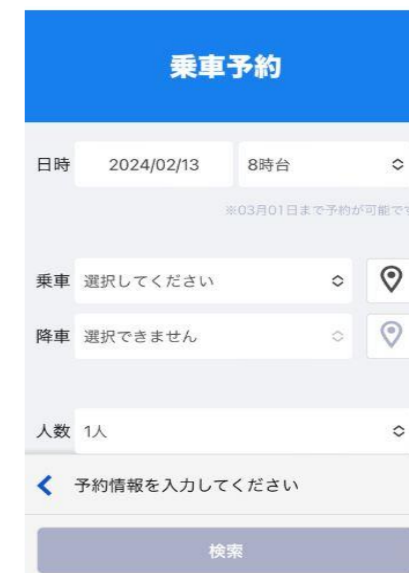 乗車予約
日時 2024/02/13 8時台
※03月01日まで予約が可能です
乗車 選択してください
降車 選択できません
人数 1人
予約情報を入力してください
検索